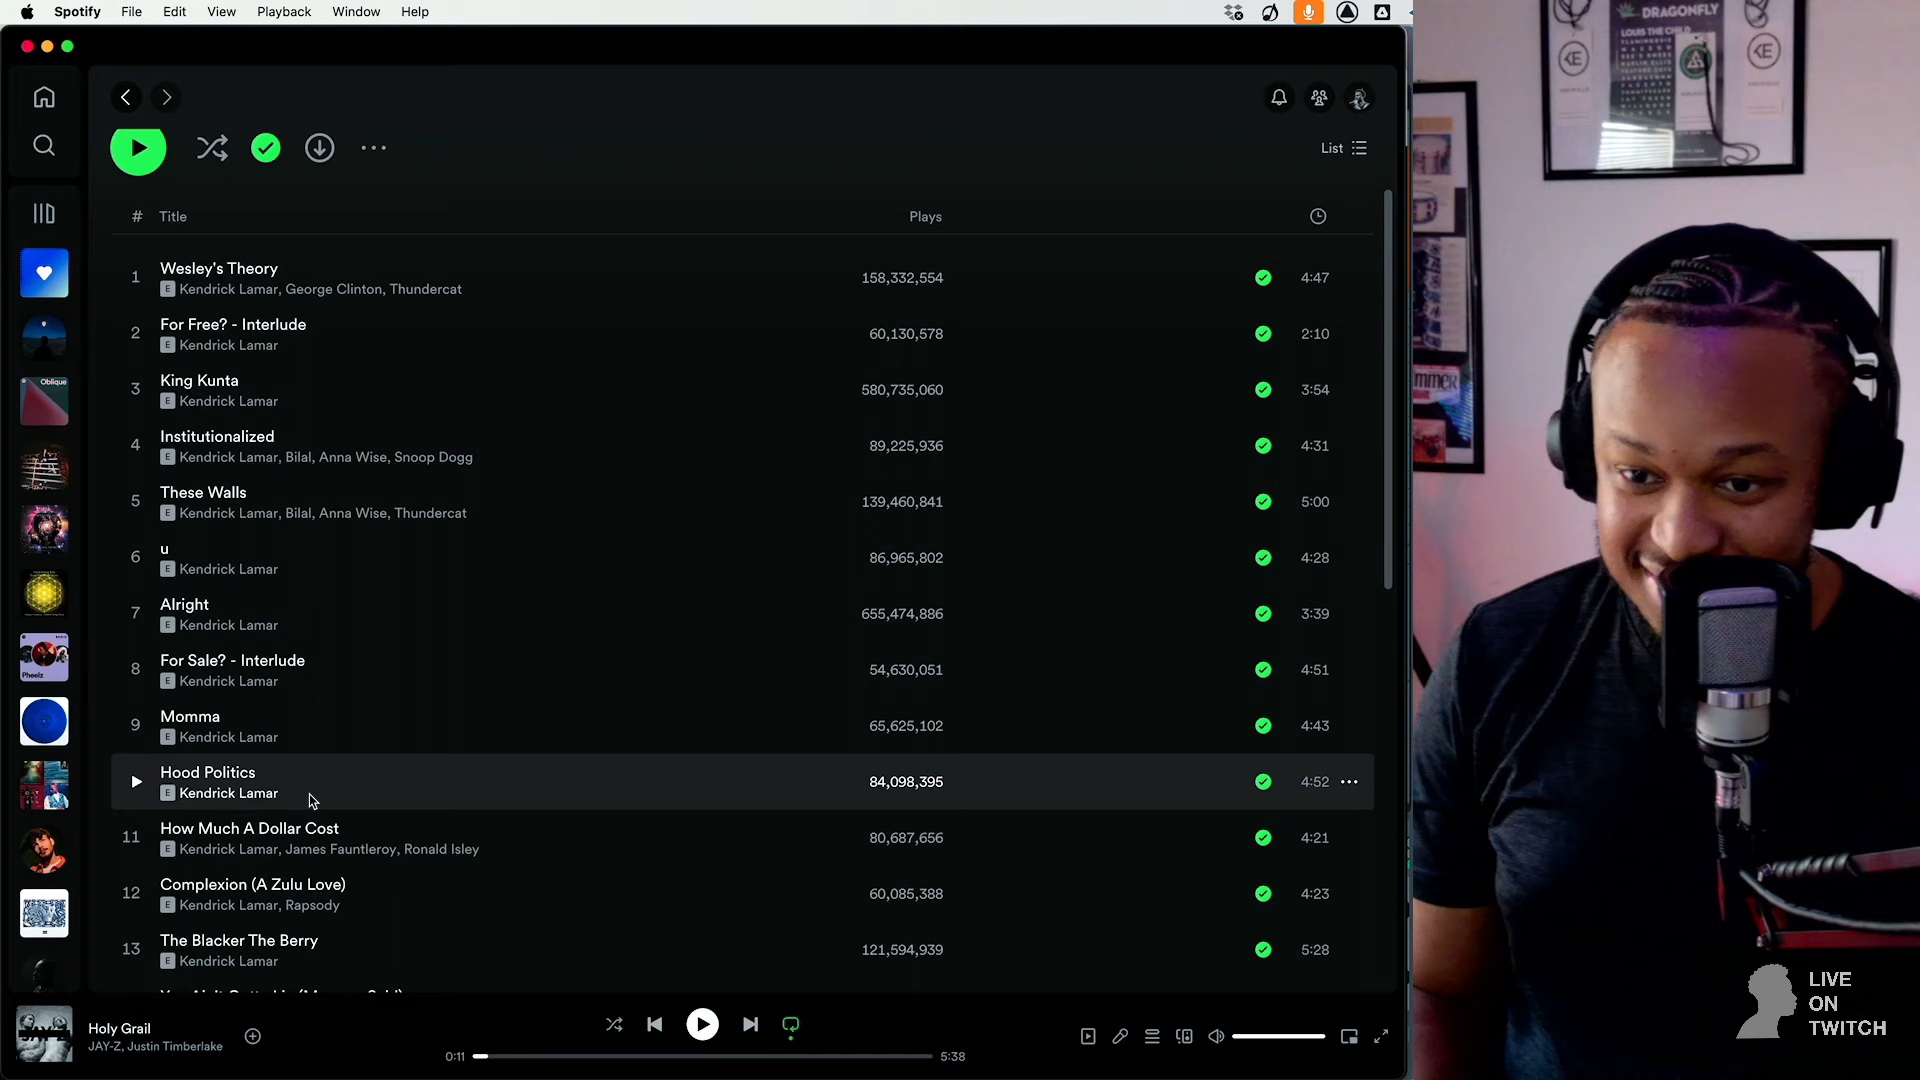 Spotify File Edit View Playback Window Help
List
# Title Plays
1 Wesley's Theory 158,332,554 4:47
E Kendrick Lamar, George Clinton, Thundercat
2 For Free? - Interlude 60,130,578 2:10
E Kendrick Lamar
3 King Kunta 580,735,060 3:54
E Kendrick Lamar
4 Institutionalized 89,225,936 4:31
E Kendrick Lamar, Bilal, Anna Wise, Snoop Dogg
5 These Walls 139,460,841 5:00
E Kendrick Lamar, Bilal, Anna Wise, Thundercat
6 u 86,965,802 4:28
E Kendrick Lamar
7 Alright 655,474,886 3:39
E Kendrick Lamar
8 For Sale? - Interlude 54,630,051 4:51
E Kendrick Lamar
9 Momma 65,625,102 4:43
E Kendrick Lamar
Hood Politics 84,098,395 4:52
E Kendrick Lamar
11 How Much A Dollar Cost 80,687,656 4:21
E Kendrick Lamar, James Fauntleroy, Ronald Isley
12 Complexion (A Zulu Love) 60,085,388 4:23
E Kendrick Lamar, Rapsody
13 The Blacker The Berry 121,594,939 5:28
E Kendrick Lamar
Oblique
Pheelz
Holy Grail
JAY-Z, Justin Timberlake
0:11 5:38
DRAGONFLY
LOUIS THE CHILD
LIVE
ON
TWITCH